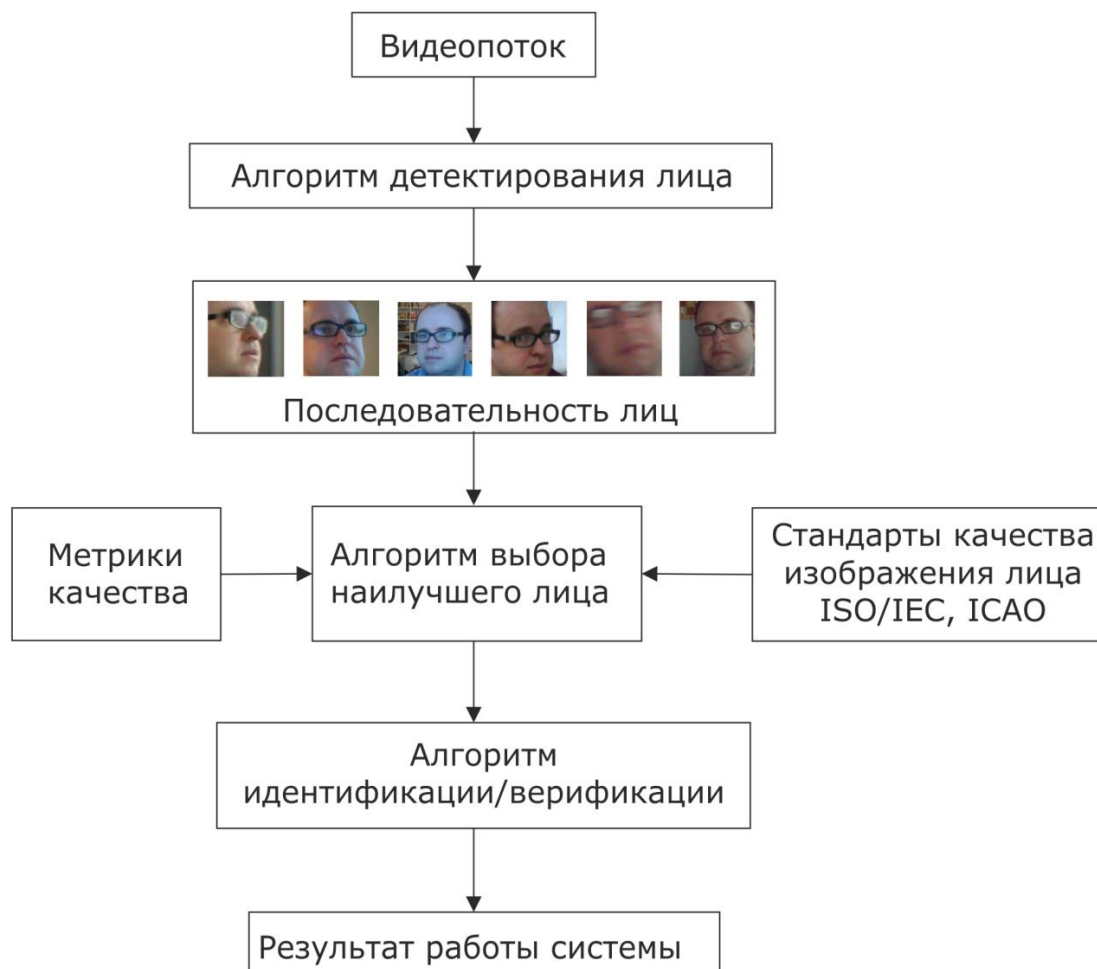 Видеопоток
Алгоритм детектирования лица
Последовательность лиц
Метрики
качества
Алгоритм выбора
наилучшего лица
Стандарты качества
изображения лица
ISO/IEC, ICAO
Алгоритм
идентификации/верификации
Результат работы системы